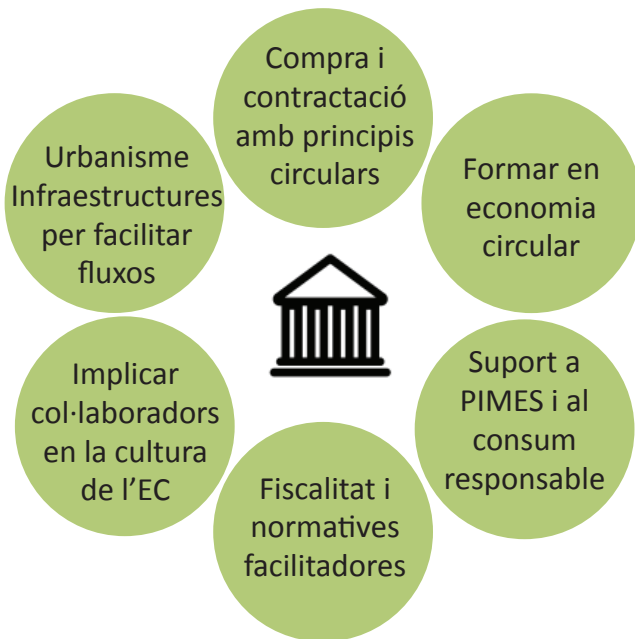 Compra i
contractació
amb principis
circulars
Formar en
economia
circular
Suport a
PIMES i al
consum
responsable
Fiscalitat i
normatives
facilitadores
Implicar
col·laboradors
en la cultura
de l’EC
Urbanisme
Infraestructures
per facilitar
fluxos